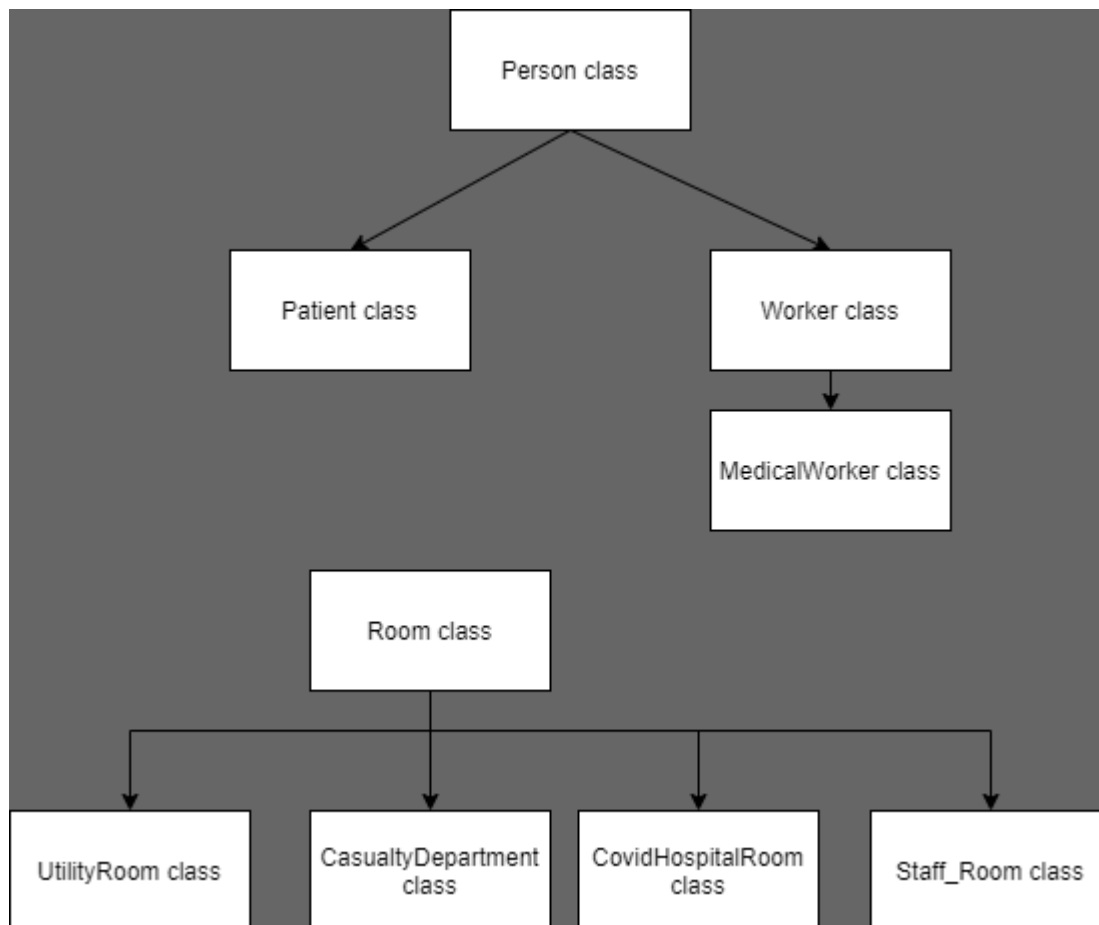 Person class
Patient class
Worker class
MedicalWorker class
Room class
UtilityRoom class
CasualtyDepartment
class
CovidHospitalRoom
class
Staff_Room class